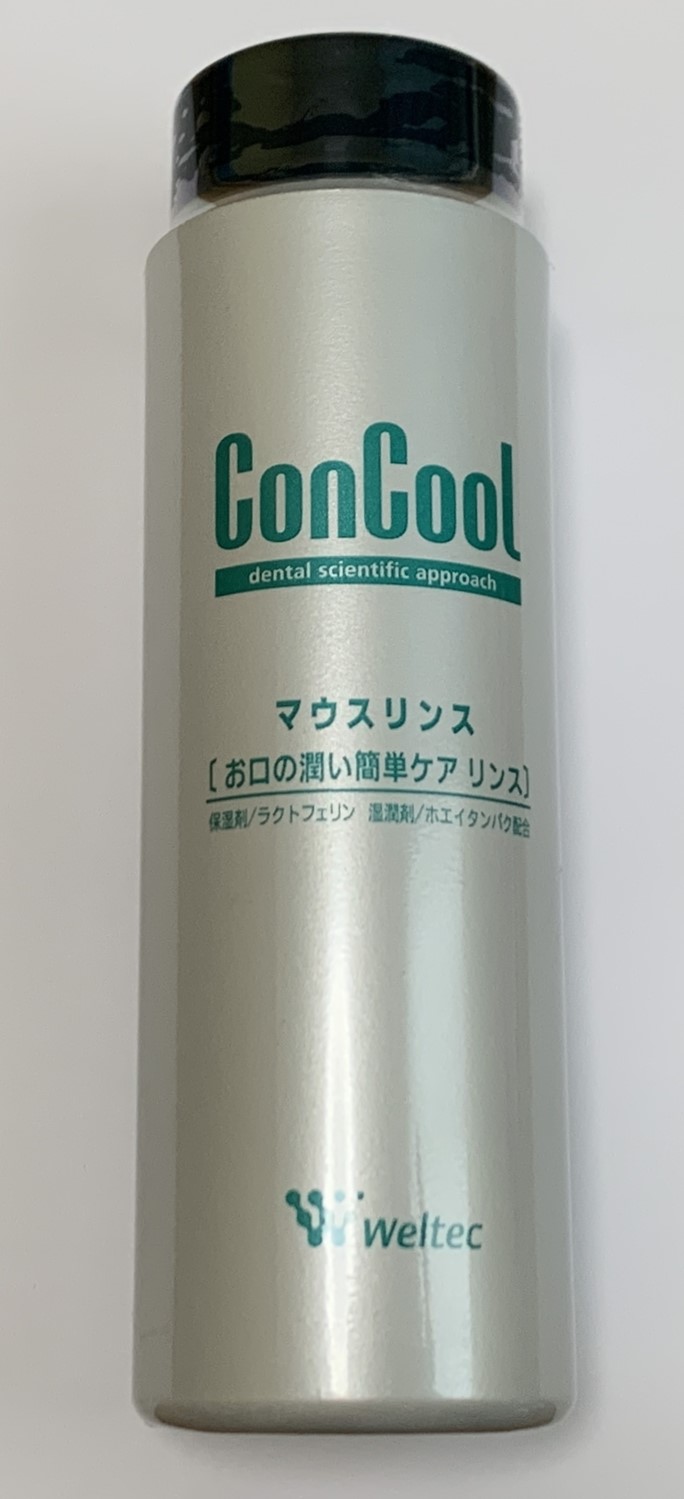 ConCool
dental scientific approach
マウスリンス
[ お口の潤い簡単ケア リンス]
保湿剤/ラクトフェリン 湿潤剤/ホエイタンパク配合
weltec